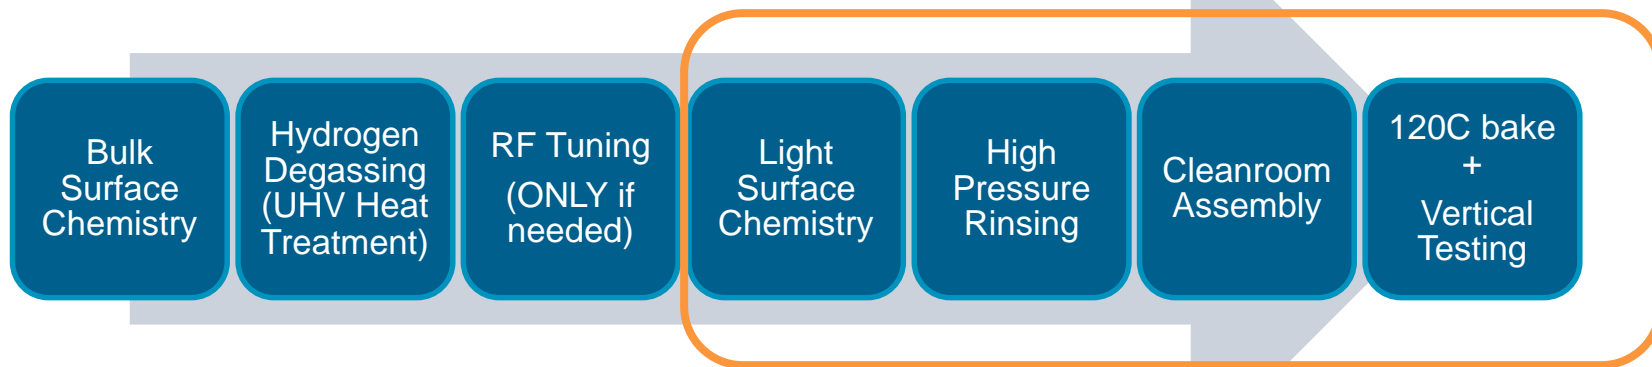 Bulk
Surface
Chemistry
Hydrogen
Degassing
(UHV Heat
Treatment)
RF Tuning
(ONLY if
needed)
Light
Surface
Chemistry
High
Pressure
Rinsing
Cleanroom
Assembly
120C bake
+
Vertical
Testing